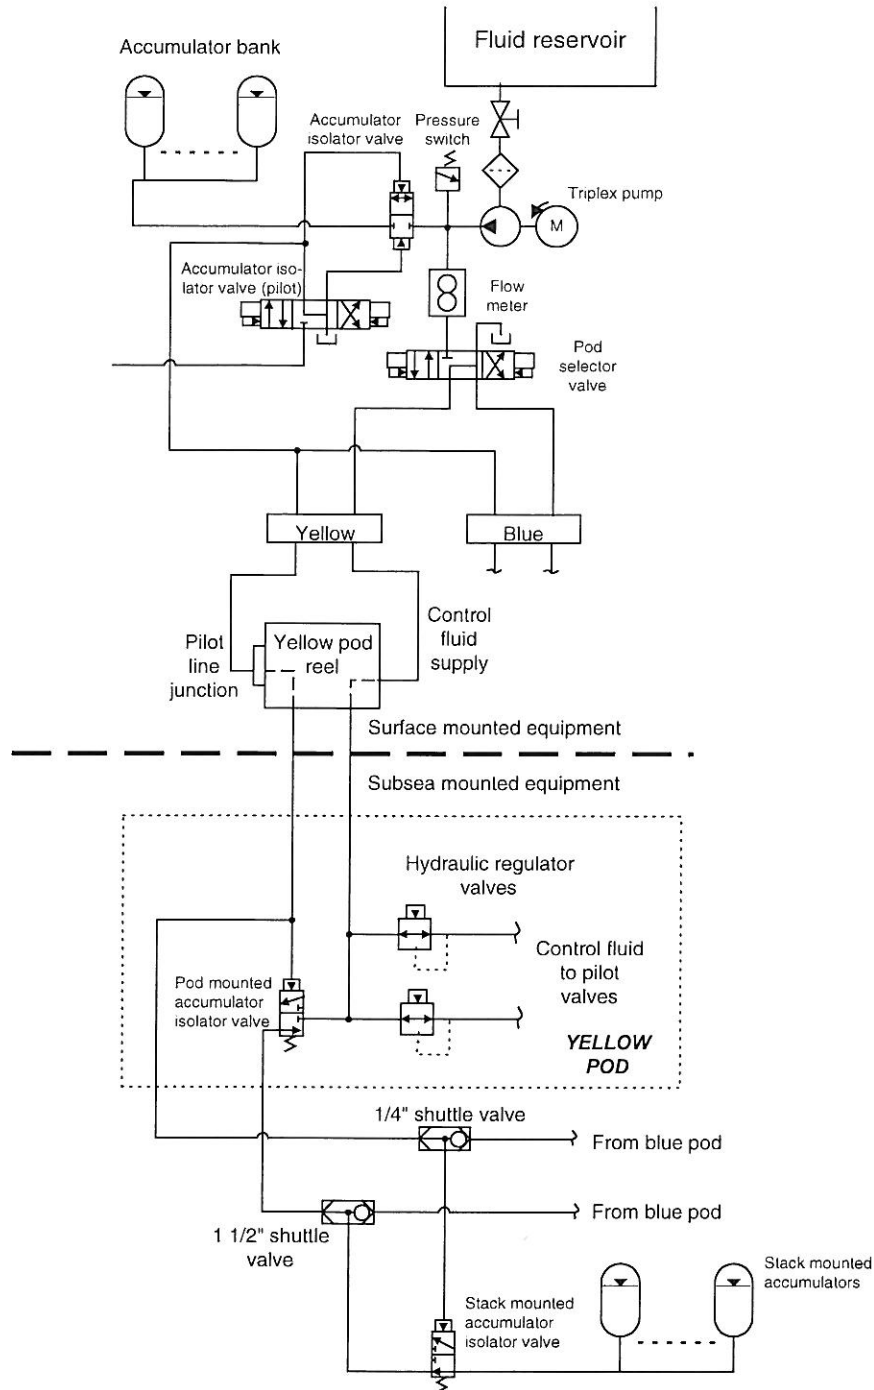 Fluid reservoir
Accumulator bank
Accumulator
isolator valve
Pressure
switch
Triplex pump
M
Accumulator iso-
lator valve (pilot)
Flow
meter
Pod
selector
valve
Yellow
Blue
Pilot
line
junction
Yellow pod
reel
Control
fluid
supply
Surface mounted equipment
Subsea mounted equipment
Hydraulic regulator
valves
Control fluid
to pilot
valves
Pod mounted
accumulator
isolator valve
YELLOW
POD
1/4" shuttle valve
From blue pod
From blue pod
1 1/2" shuttle
valve
Stack mounted
accumulators
Stack mounted
accumulator
isolator valve